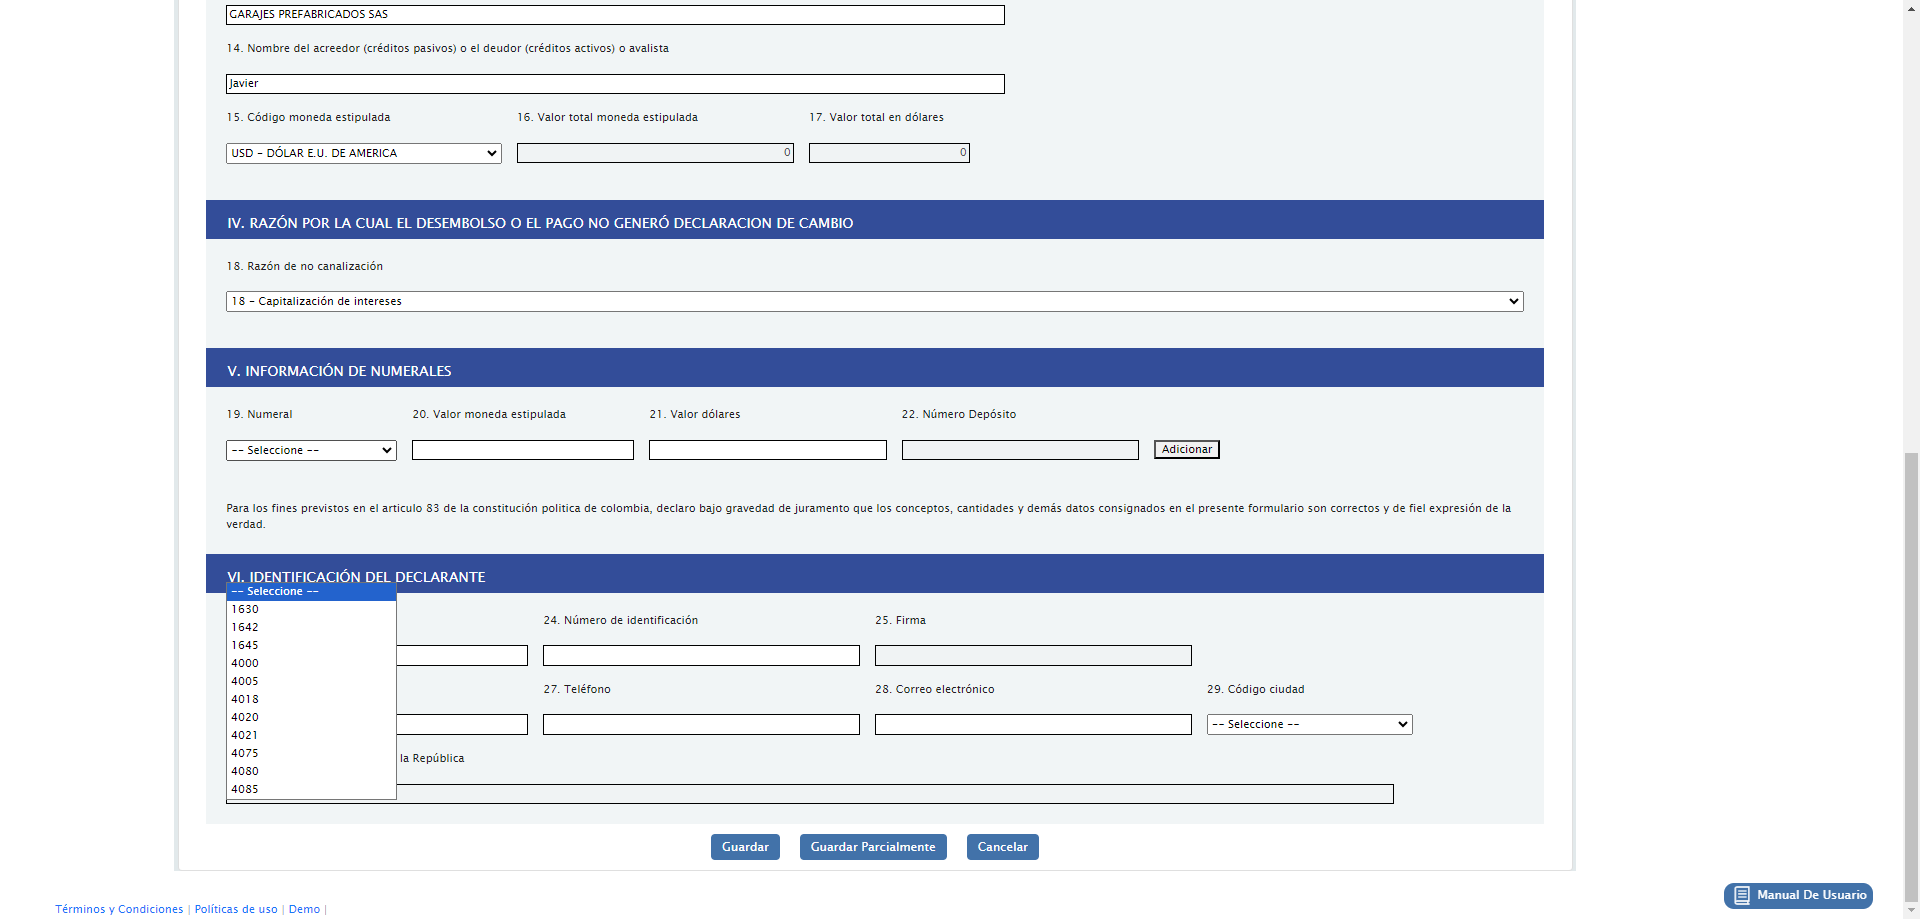 GARAJES PREFABRICADOS SAS
14. Nombre del acreedor (créditos pasivos) o el deudor (créditos activos) o avalista
Javier
15. Código moneda estipulada 16. Valor total moneda estipulada 17. Valor total en dólares
USD - DÓLAR E.U. DE AMERICA 0 0
IV. RAZÓN POR LA CUAL EL DESEMBOLSO O EL PAGO NO GENERÓ DECLARACION DE CAMBIO
18. Razón de no canalización
18 - Capitalización de intereses
V. INFORMACIÓN DE NUMERALES
19. Numeral 20. Valor moneda estipulada 21. Valor dólares 22. Número Depósito
-- Seleccione -- Adicionar
Para los fines previstos en el articulo 83 de la constitución politica de colombia, declaro bajo gravedad de juramento que los conceptos, cantidades y demás datos consignados en el presente formulario son correctos y de fiel expresión de la
verdad.
VI. IDENTIFICACIÓN DEL DECLARANTE
-- Seleccione --
1630
1642
1645
4000
4005
4018
4020
4021
4075
4080
4085
24. Número de identificación 25. Firma
27. Teléfono 28. Correo electrónico 29. Código ciudad
-- Seleccione --
la República
Guardar Guardar Parcialmente Cancelar
Manual De Usuario
Términos y Condiciones | Políticas de uso | Demo |